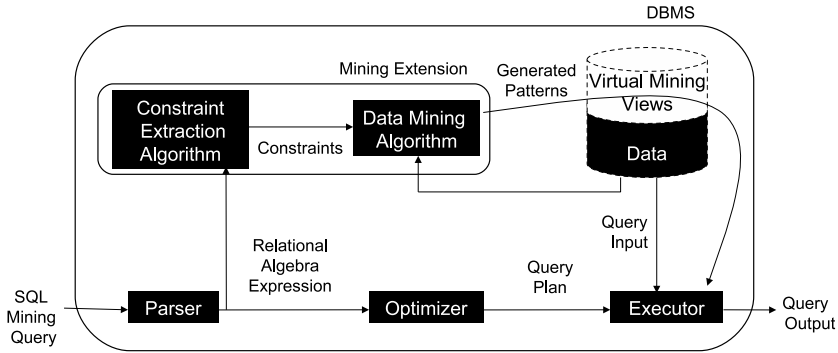 DBMS
Mining Extension
Generated
Patterns
Virtual Mining
Views
Constraint
Extraction
Algorithm
Constraints
Data Mining
Algorithm
Data
Query
Input
Relational
Algebra
Expression
Query
Plan
SQL
Mining
Query
Parser
Optimizer
Executor
Query
Output